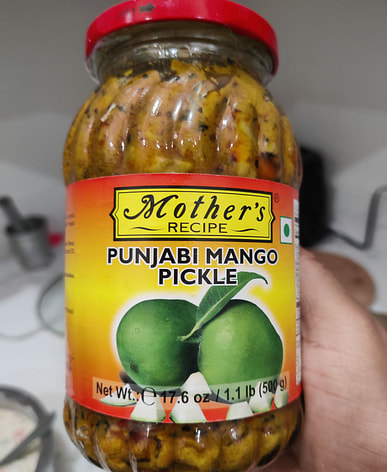 Mother's
RECIPE
PUNJABI MANGO
PICKLE
Net Wt.: ℮ 17.6 oz / 1.1 lb (500 g)